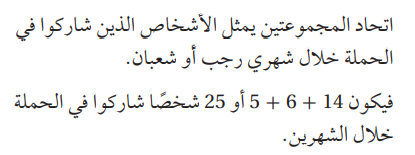 اتحاد المجموعتين يمثل الأشخاص الذين شاركوا في
الحملة خلال شهري رجب أو شعبان.
فيكون 14 + 6 + 5 أو 25 شخصًا شاركوا في الحملة
خلال الشهرين.